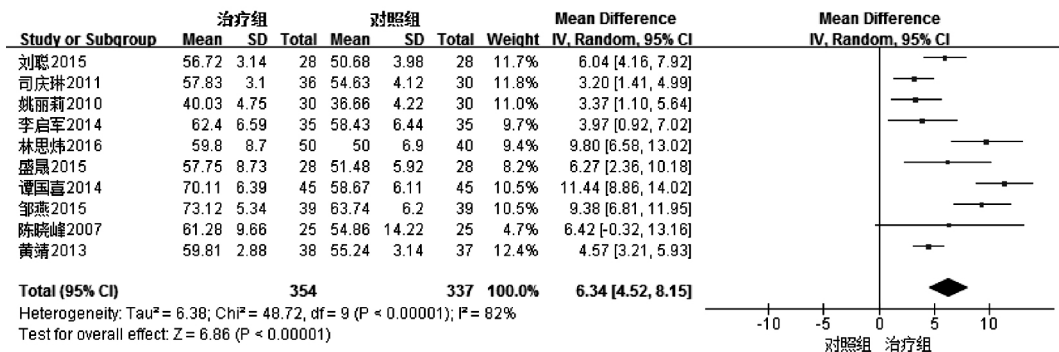 治疗组 对照组 Mean Difference Mean Difference
Study or Subgroup Mean SD Total Mean SD Total Weight IV, Random, 95% CI IV, Random, 95% CI
刘聪2015 56.72 3.14 28 50.68 3.98 28 11.7% 6.04 [4.16, 7.92]
司庆琳2011 57.83 3.1 36 54.63 4.12 30 11.8% 3.20 [1.41, 4.99]
姚丽莉2010 40.03 4.75 30 36.66 4.22 30 11.0% 3.37 [1.10, 5.64]
李启军2014 62.4 6.59 35 58.43 6.44 35 9.7% 3.97 [0.92, 7.02]
林思炜2016 59.8 8.7 50 50 6.9 40 9.4% 9.80 [6.58, 13.02]
盛晟2015 57.75 8.73 28 51.48 5.92 28 8.2% 6.27 [2.36, 10.18]
谭国喜2014 70.11 6.39 45 58.67 6.11 45 10.5% 11.44 [8.86, 14.02]
邹燕2015 73.12 5.34 39 63.74 6.2 39 10.5% 9.38 [6.81, 11.95]
陈晓峰2007 61.28 9.66 25 54.86 14.22 25 4.7% 6.42 [-0.32, 13.16]
黄靖2013 59.81 2.88 38 55.24 3.14 37 12.4% 4.57 [3.21, 5.93]
Total (95% CI) 354 337 100.0% 6.34 [4.52, 8.15]
Heterogeneity: Tau² = 6.38; Chi² = 48.72, df = 9 (P < 0.00001); I² = 82%
Test for overall effect: Z = 6.86 (P < 0.00001)
-10 -5 0 5 10
对照组 治疗组